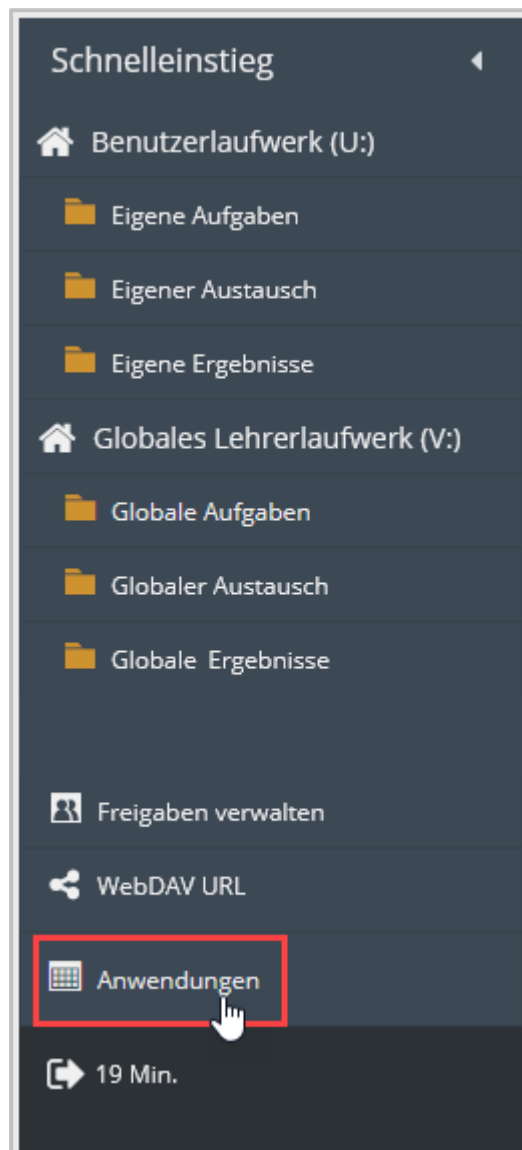 Schnelleinstieg
Benutzerlaufwerk (U:)
Eigene Aufgaben
Eigener Austausch
Eigene Ergebnisse
Globales Lehrerlaufwerk (V:)
Globale Aufgaben
Globaler Austausch
Globale Ergebnisse
Freigaben verwalten
WebDAV URL
Anwendungen
19 Min.